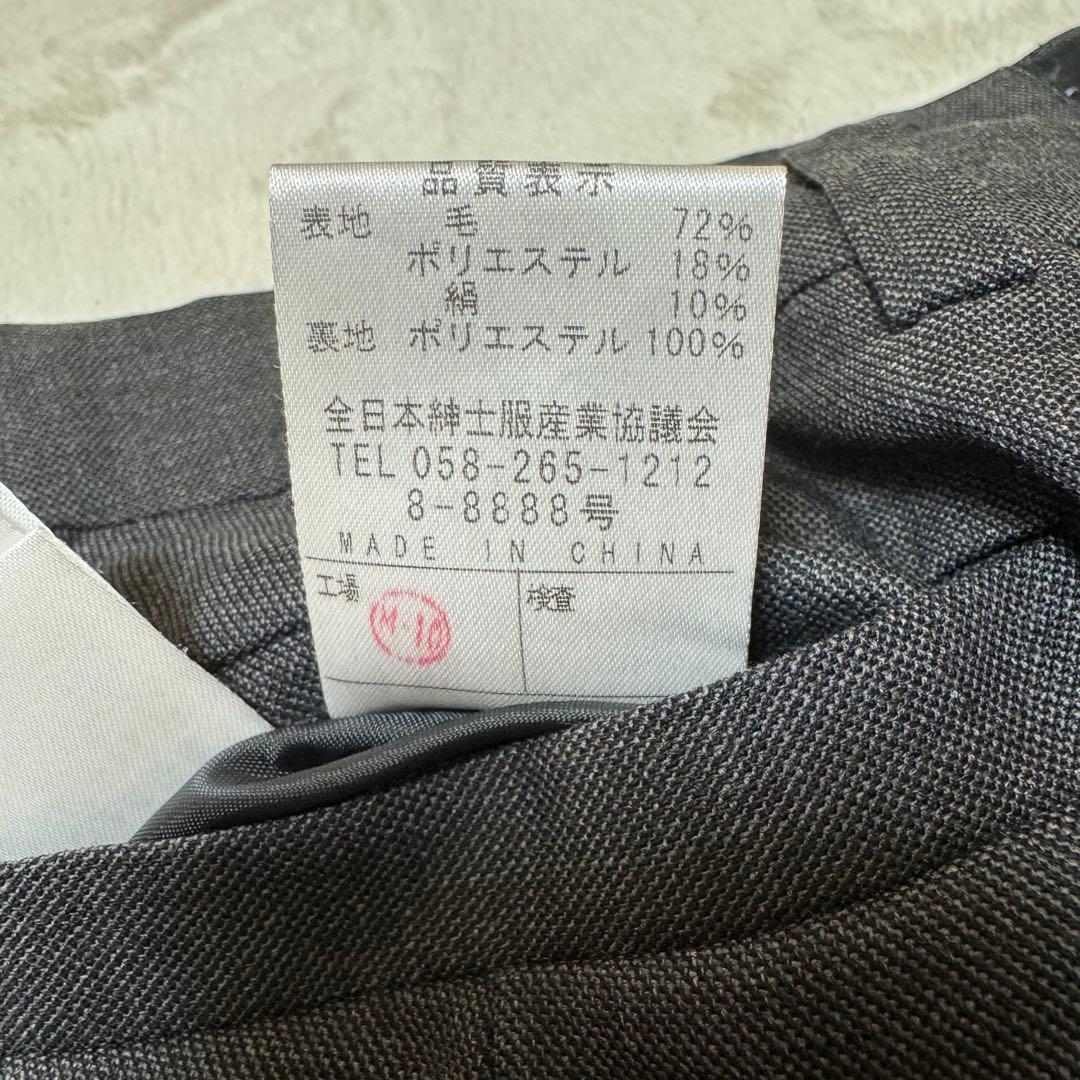 品質表示
表地 毛 72%
ポリエステル 18%
絹 10%
裏地 ポリエステル 100%
全日本紳士服産業協議会
TEL 058-265-1212
8-8888号
MADE IN CHINA
工場 検査